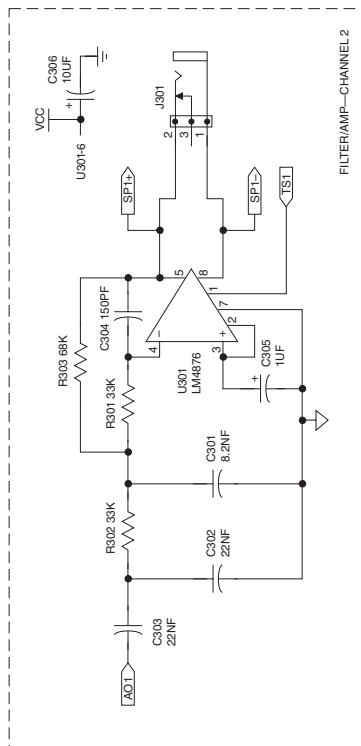 FILTER/AMP—CHANNEL 2
C306
10UF
+
VCC
U301-6
J301
2
3
1
SP1+
SP1−
TS1
R303 68K
C304 150PF
R301 33K
R302 33K
C303
22NF
AO1
C302
22NF
C301
8.2NF
U301
LM4876
4
−
3
+
5
8
1
7
2
+
C305
1UF